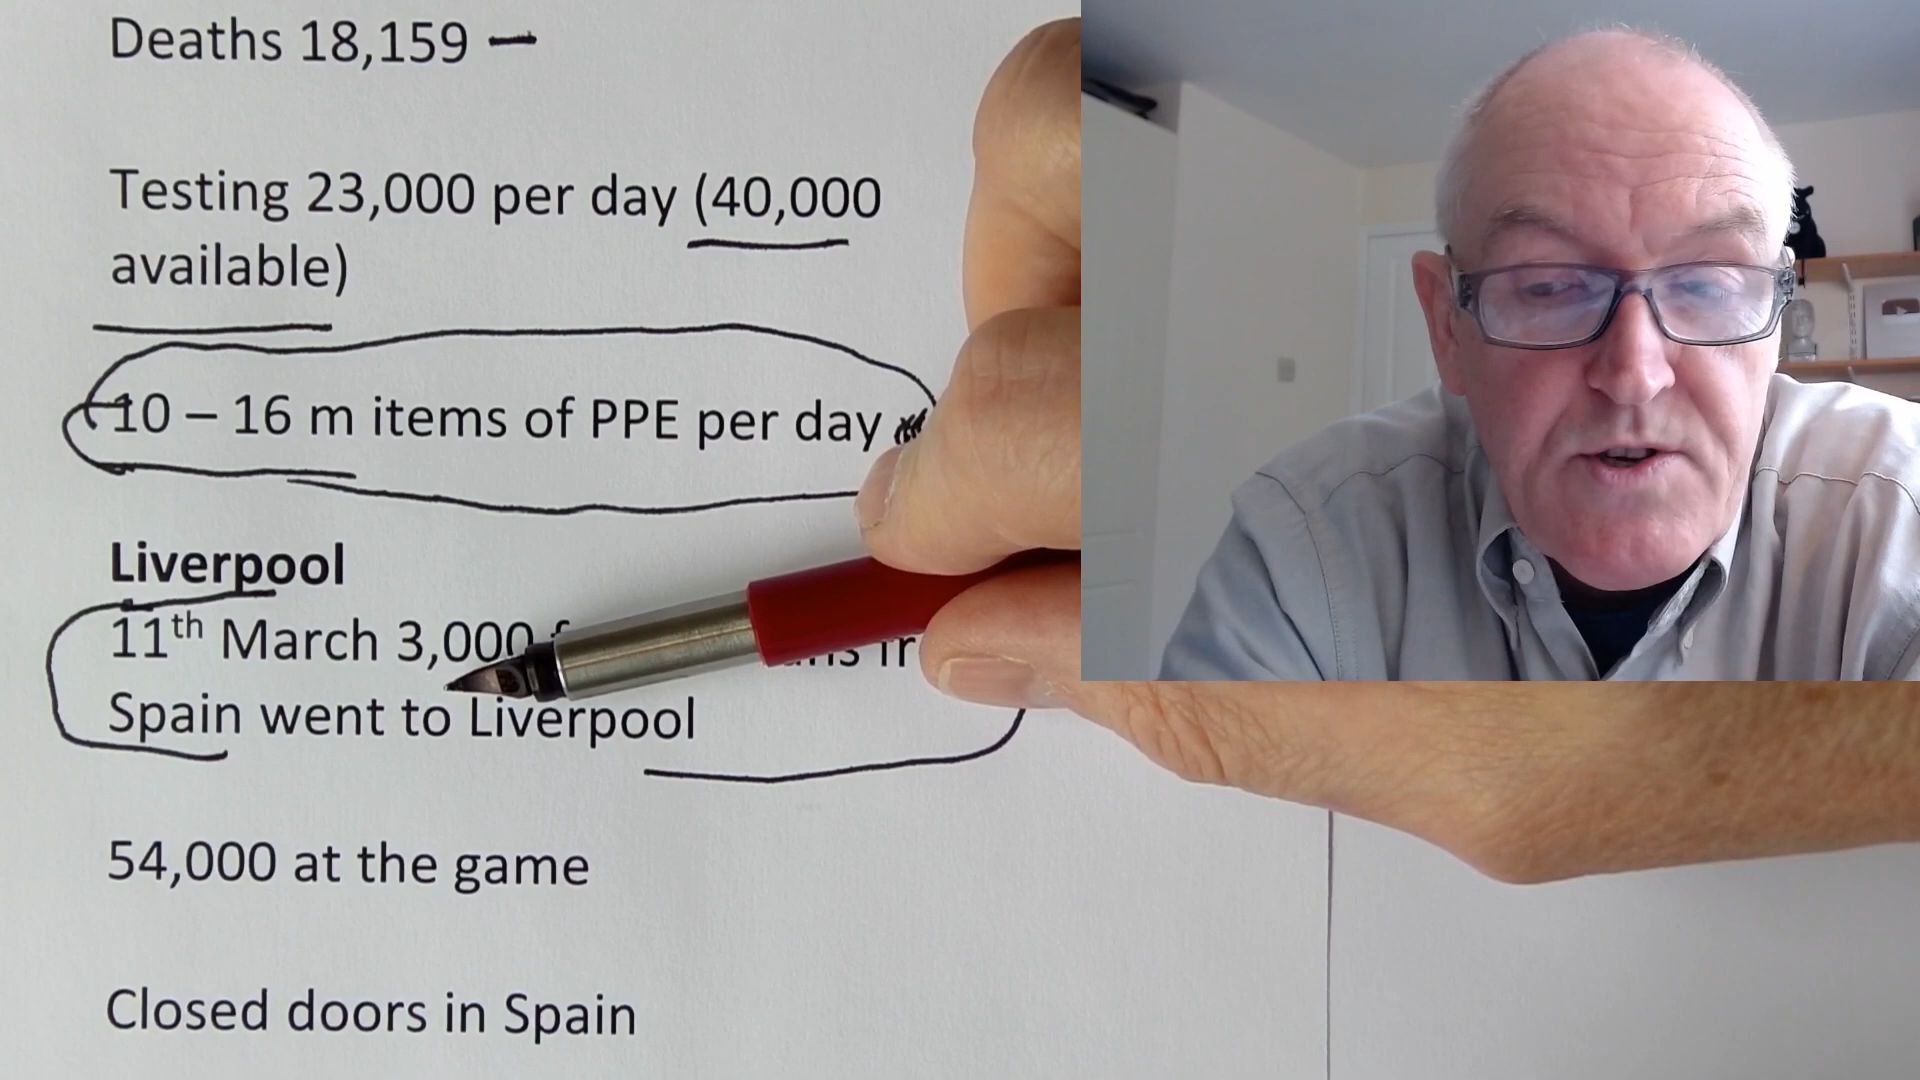 Deaths 18,159 –
Testing 23,000 per day (40,000
available)
10 – 16 m items of PPE per day
Liverpool
11th March 3,000
Spain went to Liverpool
54,000 at the game
Closed doors in Spain